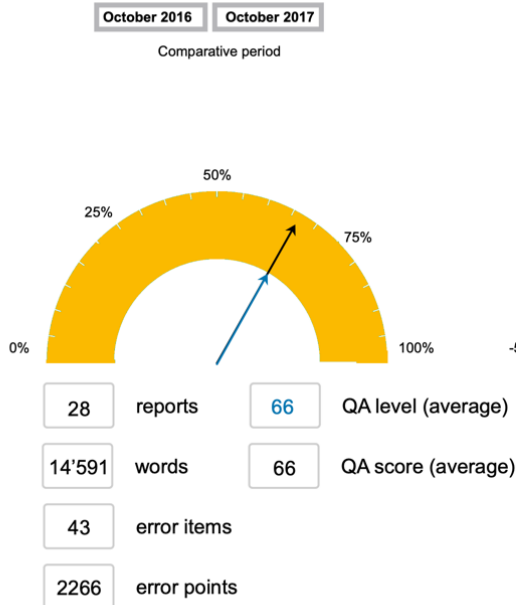 October 2016 October 2017
Comparative period
50%
25%
75%
0%
100%
28 reports 66 QA level (average)
14’591 words 66 QA score (average)
43 error items
2266 error points